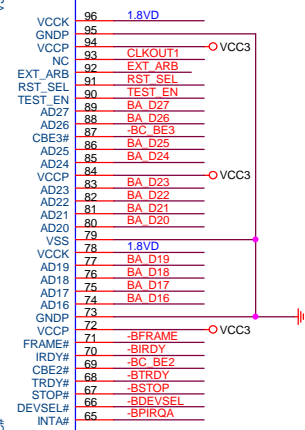 VCCK 96 1.8VD
GNDP 95
VCCP 94 VCC3
NC 93 CLKOUT1
EXT_ARB 92 EXT_ARB
RST_SEL 91 RST_SEL
TEST_EN 90 TEST_EN
AD27 89 BA_D27
AD26 88 BA_D26
CBE3# 87 -BC_BE3
AD25 86 BA_D25
AD24 85 BA_D24
VCCP 84 VCC3
AD23 83 BA_D23
AD22 82 BA_D22
AD21 81 BA_D21
AD20 80 BA_D20
VSS 79
VCCK 78 1.8VD
AD19 77 BA_D19
AD18 76 BA_D18
AD17 75 BA_D17
AD16 74 BA_D16
GNDP 73
VCCP 72 VCC3
FRAME# 71 -BFRAME
IRDY# 70 -BIRDY
CBE2# 69 -BC_BE2
TRDY# 68 -BTRDY
STOP# 67 -BSTOP
DEVSEL# 66 -BDEVSEL
INTA# 65 -BPIRQA